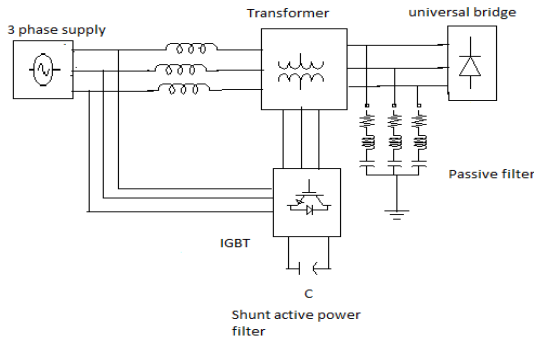 Transformer
universal bridge
3 phase supply
Passive filter
IGBT
C
Shunt active power
filter